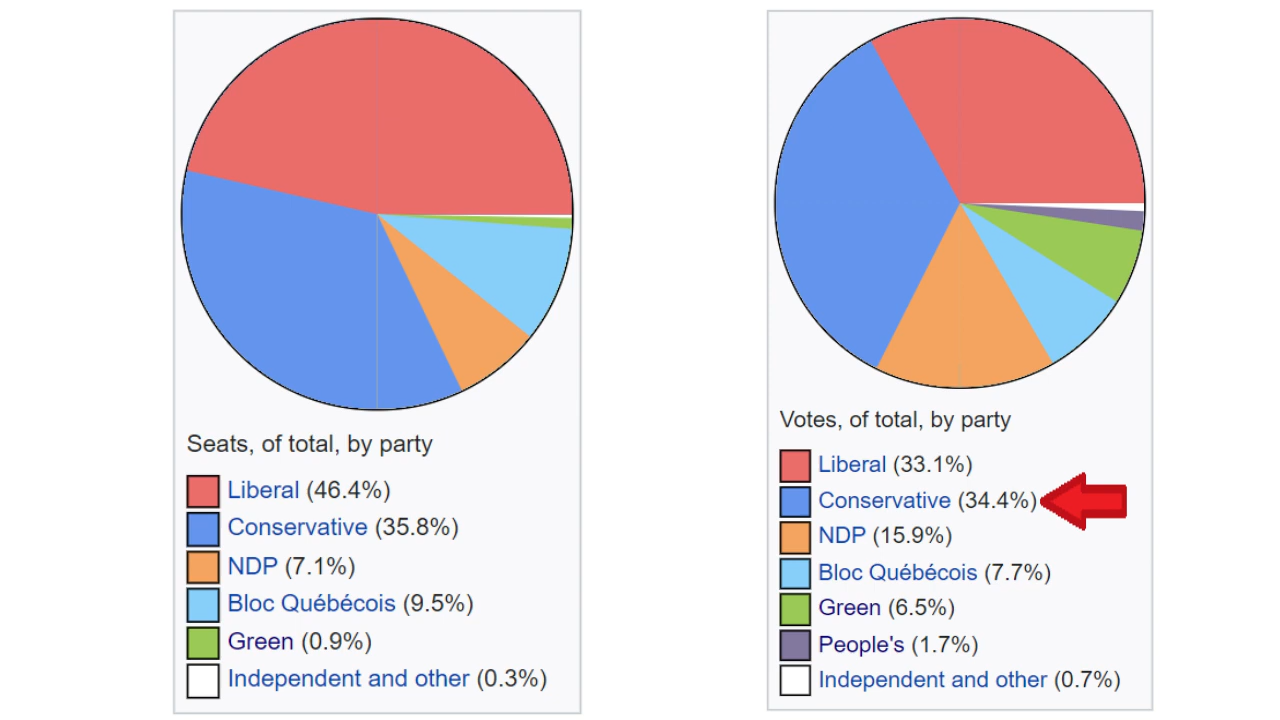 Seats, of total, by party
Liberal (46.4%)
Conservative (35.8%)
NDP (7.1%)
Bloc Québécois (9.5%)
Green (0.9%)
Independent and other (0.3%)
Votes, of total, by party
Liberal (33.1%)
Conservative (34.4%)
NDP (15.9%)
Bloc Québécois (7.7%)
Green (6.5%)
People's (1.7%)
Independent and other (0.7%)